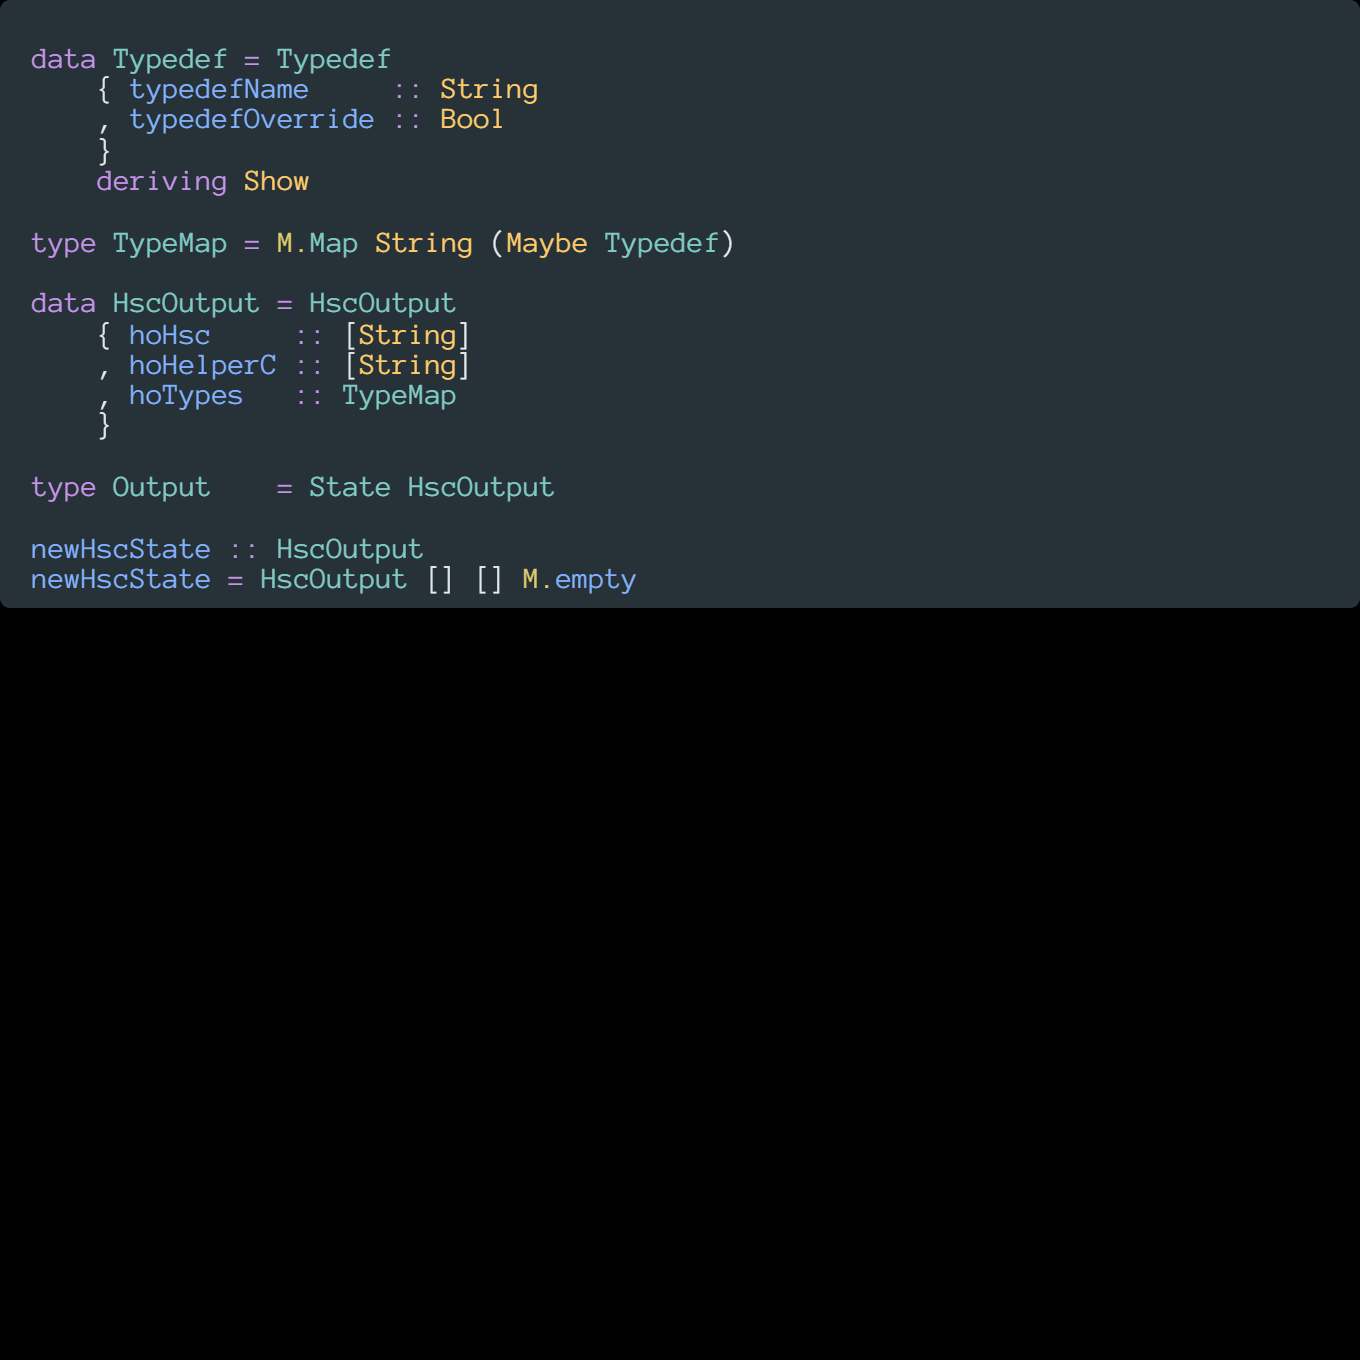 data Typedef = Typedef
    { typedefName     :: String
    , typedefOverride :: Bool
    }
    deriving Show

type TypeMap = M.Map String (Maybe Typedef)

data HscOutput = HscOutput
    { hoHsc     :: [String]
    , hoHelperC :: [String]
    , hoTypes   :: TypeMap
    }

type Output    = State HscOutput

newHscState :: HscOutput
newHscState = HscOutput [] [] M.empty